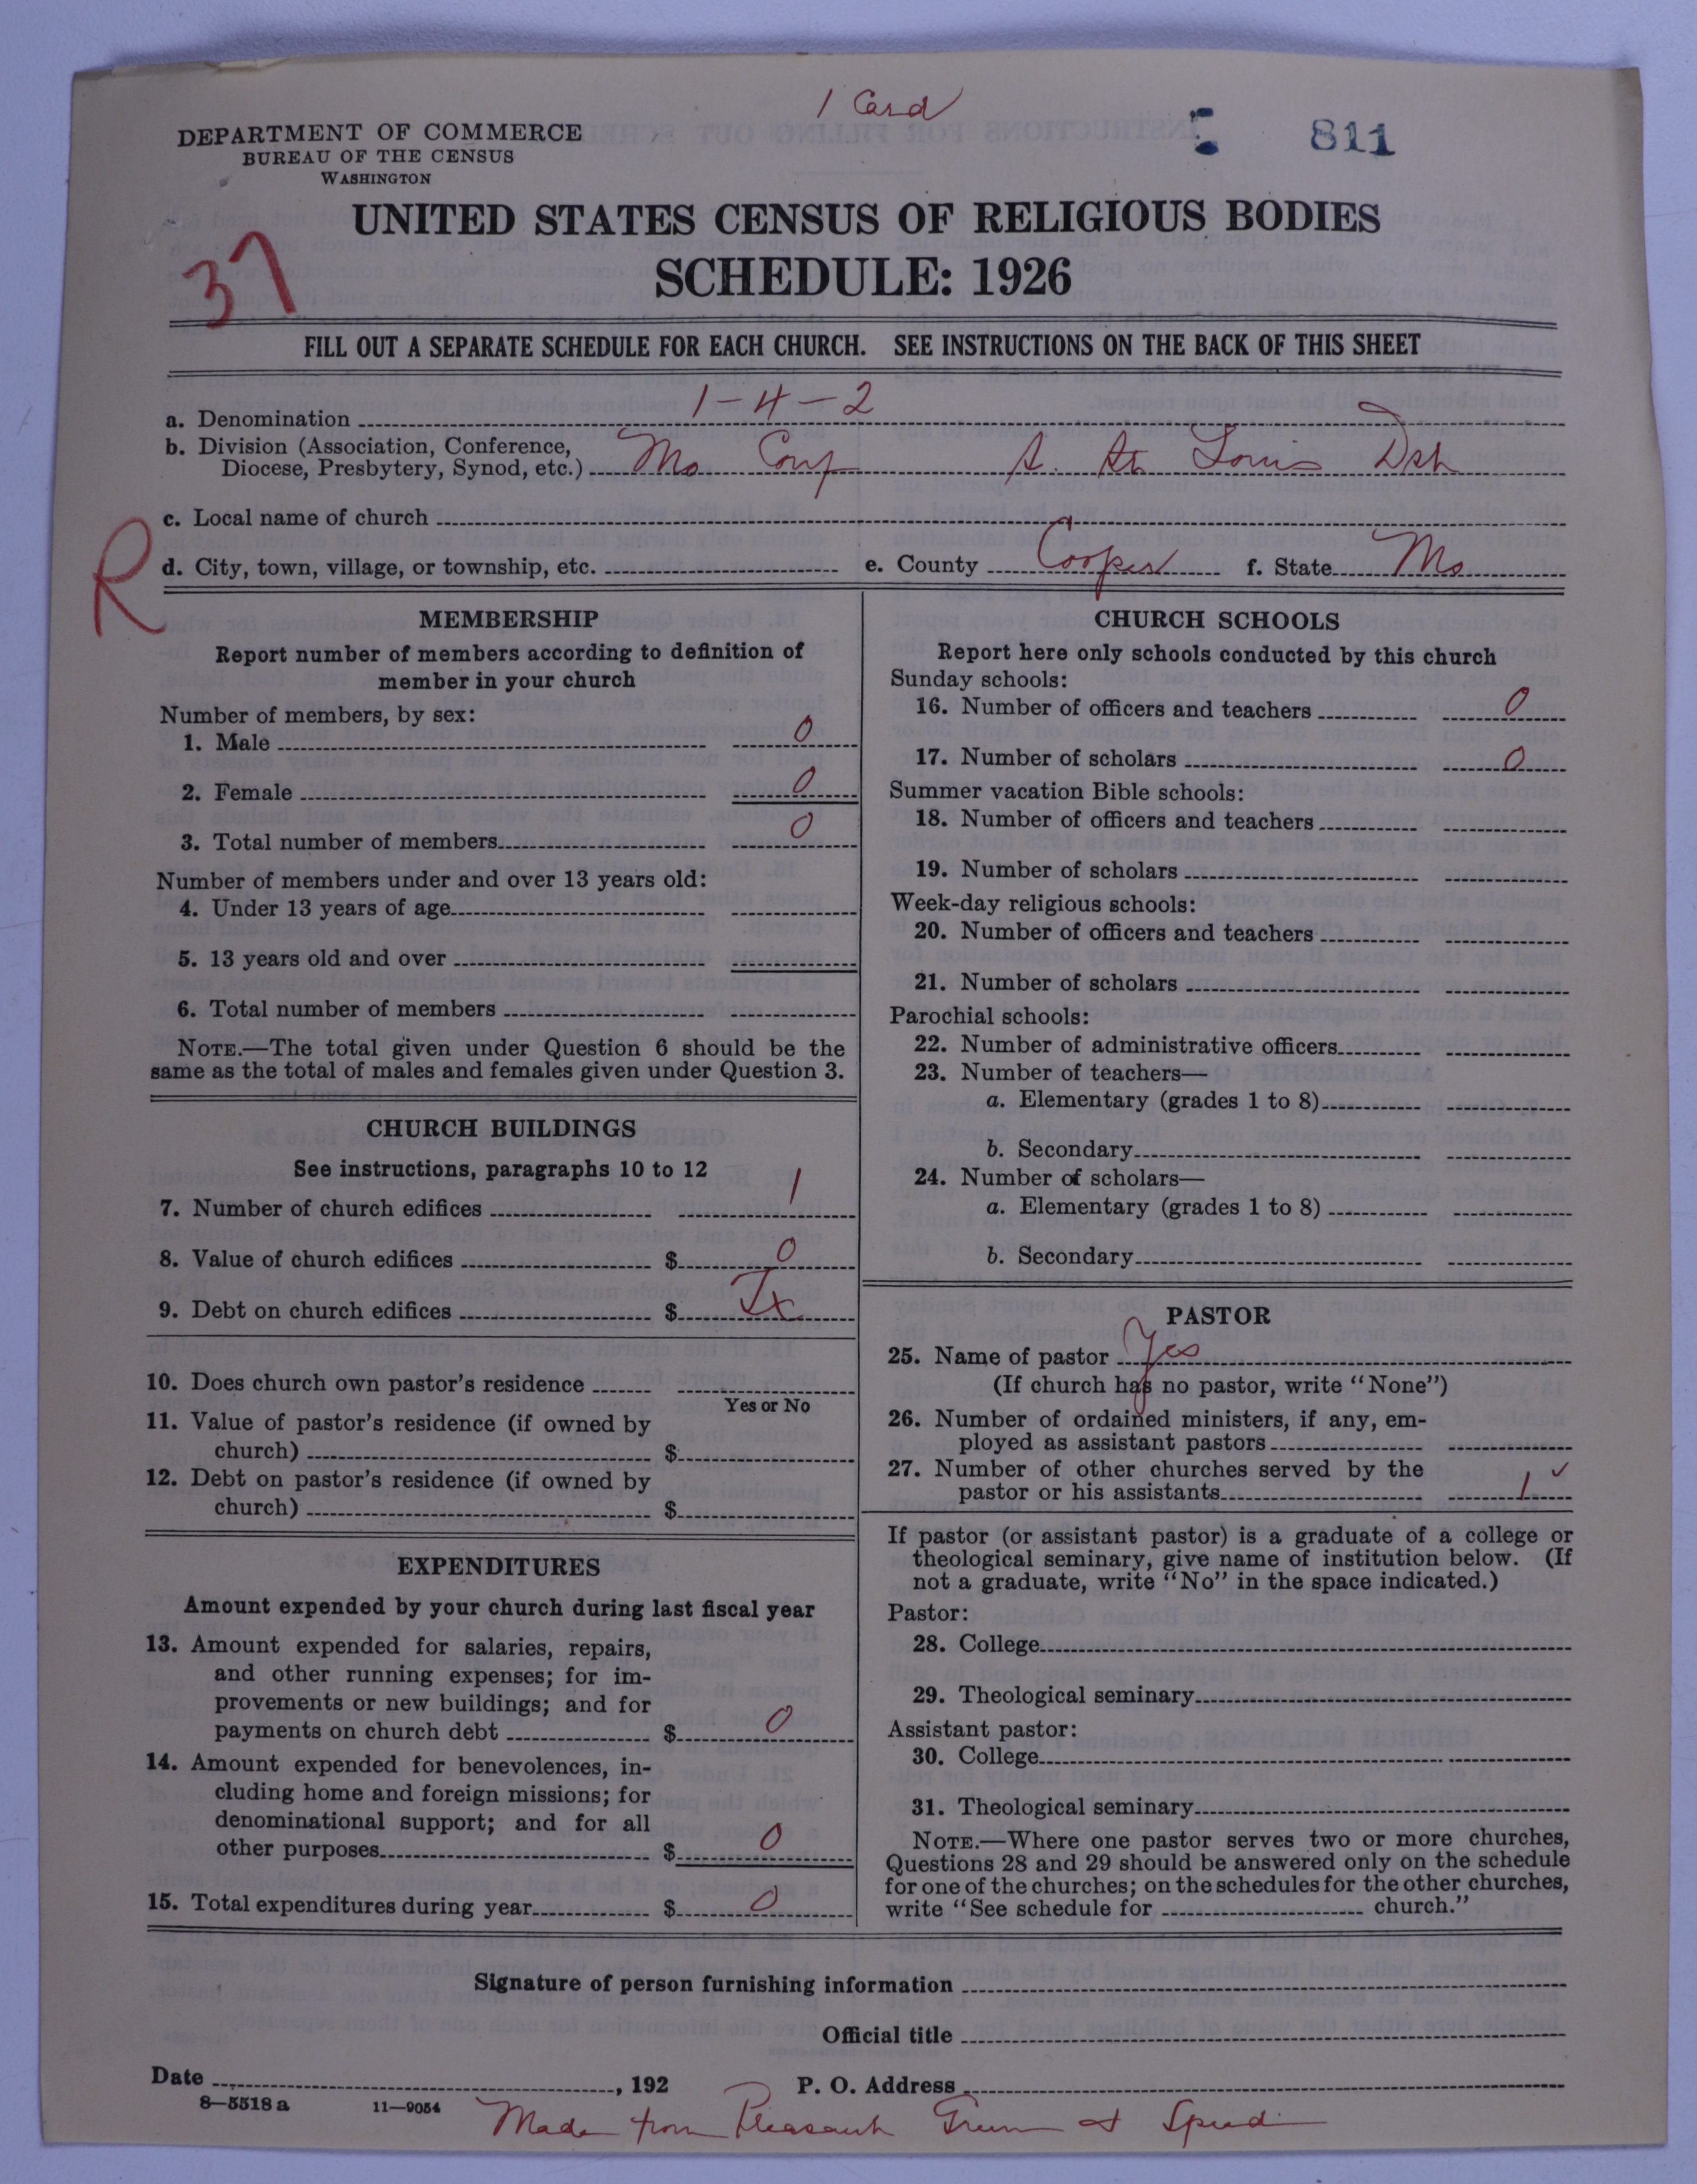 1 Card
811
DEPARTMENT OF COMMERCE
BUREAU OF THE CENSUS
WASHINGTON
UNITED STATES CENSUS OF RELIGIOUS BODIES
SCHEDULE: 1926
37
FILL OUT A SEPARATE SCHEDULE FOR EACH CHURCH. SEE INSTRUCTIONS ON THE BACK OF THIS SHEET
a. Denomination 1-4-2
b. Division (Association, Conference,
Diocese, Presbytery, Synod, etc.) Mo Conf S. St Louis Dst
c. Local name of church
R
d. City, town, village, or township, etc. e. County Cooper f. State Mo
MEMBERSHIP
Report number of members according to definition of
member in your church
Number of members, by sex:
1. Male 0
2. Female 0
3. Total number of members 0
Number of members under and over 13 years old:
4. Under 13 years of age
5. 13 years old and over
6. Total number of members
NOTE.—The total given under Question 6 should be the
same as the total of males and females given under Question 3.
CHURCH BUILDINGS
See instructions, paragraphs 10 to 12
7. Number of church edifices 1
8. Value of church edifices $ 0
9. Debt on church edifices $ Ix
10. Does church own pastor's residence
Yes or No
11. Value of pastor's residence (if owned by
church) $
12. Debt on pastor's residence (if owned by
church) $
EXPENDITURES
Amount expended by your church during last fiscal year
13. Amount expended for salaries, repairs,
and other running expenses; for im-
provements or new buildings; and for
payments on church debt $ 0
14. Amount expended for benevolences, in-
cluding home and foreign missions; for
denominational support; and for all
other purposes $ 0
15. Total expenditures during year $ 0
CHURCH SCHOOLS
Report here only schools conducted by this church
Sunday schools:
16. Number of officers and teachers 0
17. Number of scholars 0
Summer vacation Bible schools:
18. Number of officers and teachers
19. Number of scholars
Week-day religious schools:
20. Number of officers and teachers
21. Number of scholars
Parochial schools:
22. Number of administrative officers
23. Number of teachers—
a. Elementary (grades 1 to 8)
b. Secondary
24. Number of scholars—
a. Elementary (grades 1 to 8)
b. Secondary
PASTOR
25. Name of pastor Yes
(If church has no pastor, write "None")
26. Number of ordained ministers, if any, em-
ployed as assistant pastors
27. Number of other churches served by the
pastor or his assistants 1 ✓
If pastor (or assistant pastor) is a graduate of a college or
theological seminary, give name of institution below. (If
not a graduate, write "No" in the space indicated.)
Pastor:
28. College
29. Theological seminary
Assistant pastor:
30. College
31. Theological seminary
NOTE.—Where one pastor serves two or more churches,
Questions 28 and 29 should be answered only on the schedule
for one of the churches; on the schedules for the other churches,
write "See schedule for church."
Signature of person furnishing information
Official title
Date , 192 P. O. Address
8—5518 a 11—9054
Made from Pleasant Green & Speed